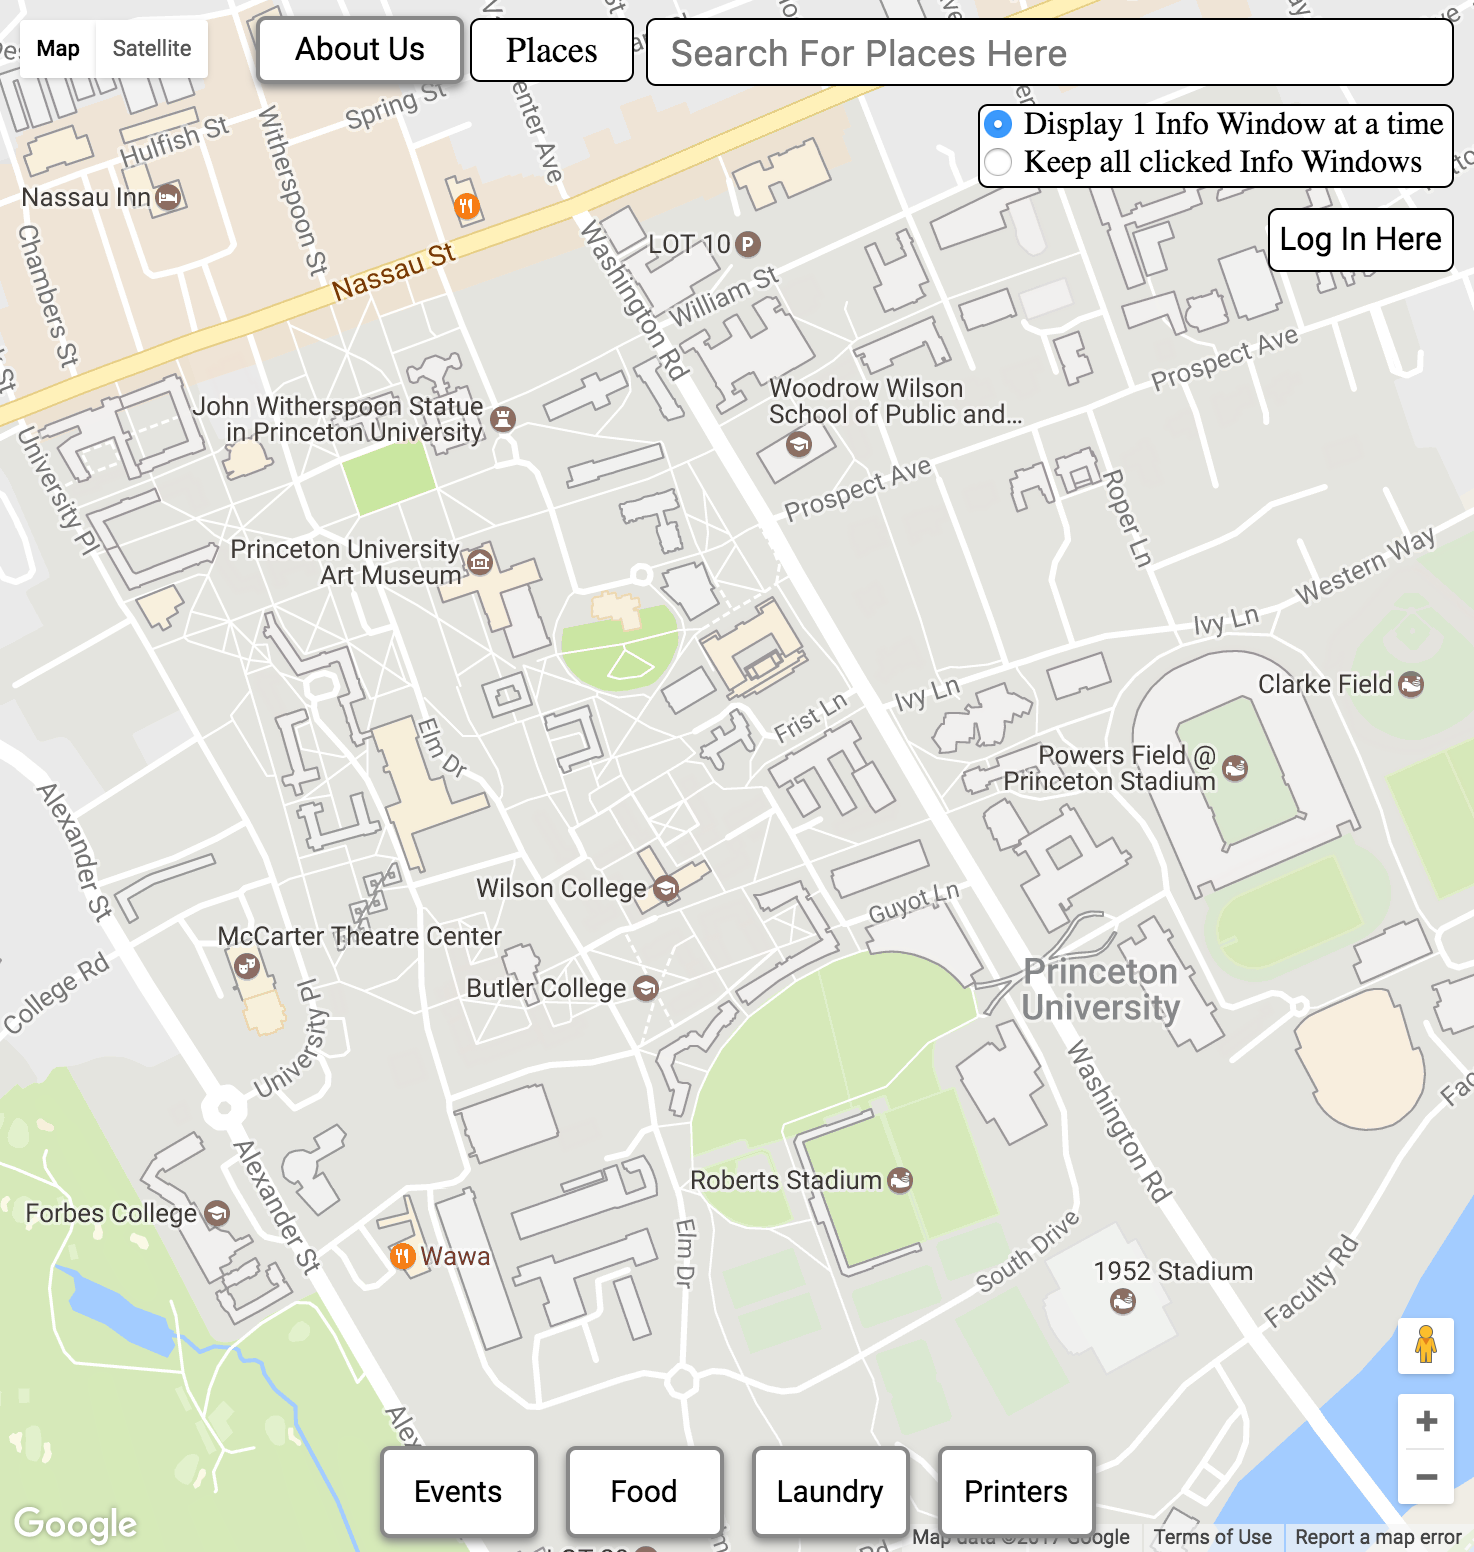 Map
Satellite
About Us
Places
Search For Places Here
Display 1 Info Window at a time
Keep all clicked Info Windows
Log In Here
Spring St
Hulfish St
Witherspoon St
Nassau Inn
Chambers St
Nassau St
LOT 10
William St
Washington Rd
Prospect Ave
Woodrow Wilson
School of Public and...
John Witherspoon Statue
in Princeton University
University Pl
Prospect Ave
Roper Ln
Princeton University
Art Museum
Western Way
Ivy Ln
Clarke Field
Ivy Ln
Frist Ln
Elm Dr
Powers Field @
Princeton Stadium
Alexander St
Wilson College
Guyot Ln
McCarter Theatre Center
College Rd
Butler College
Princeton
University
University Pl
Washington Rd
Alexander St
Roberts Stadium
Forbes College
Wawa
Elm Dr
South Drive
1952 Stadium
Faculty Rd
Events
Food
Laundry
Printers
Google
Map data ©2017 Google
Terms of Use
Report a map error